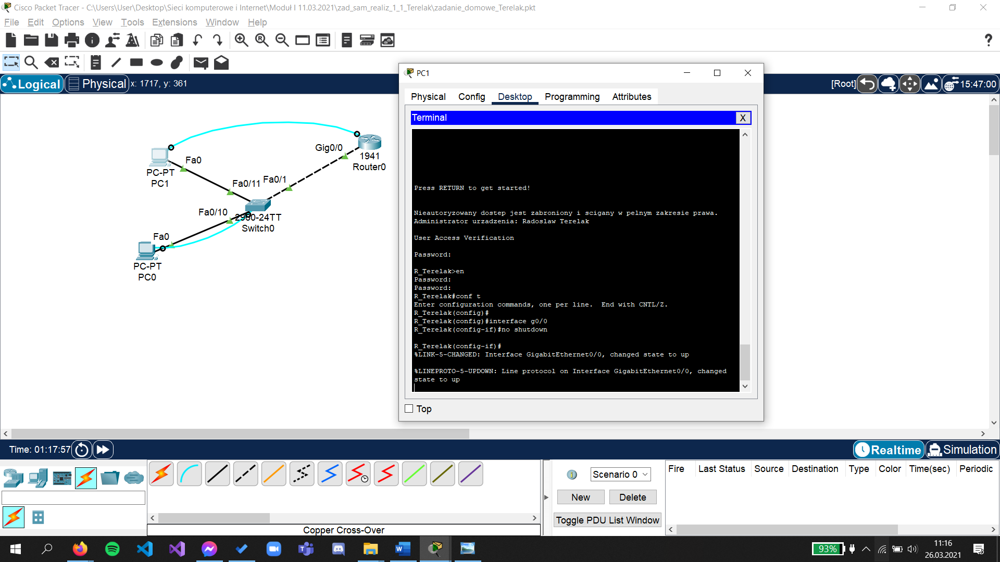 Cisco Packet Tracer - C:\Users\User\Desktop\Sieci komputerowe i Internet\Moduł I 11.03.2021\zad_sam_realiz_1_1_Terelak\zadanie_domowe_Terelak.pkt
File Edit Options View Tools Extensions Window Help
Logical Physical x: 1717, y: 361
[Root] 15:47:00
PC1
Physical Config Desktop Programming Attributes
Terminal X
Press RETURN to get started!
Nieautoryzowany dostep jest zabroniony i scigany w pelnym zakresie prawa.
Administrator urzadzenia: Radoslaw Terelak
User Access Verification
Password:
R_Terelak>en
Password:
Password:
R_Terelak#conf t
Enter configuration commands, one per line.  End with CNTL/Z.
R_Terelak(config)#
R_Terelak(config)#interface g0/0
R_Terelak(config-if)#no shutdown
R_Terelak(config-if)#
%LINK-5-CHANGED: Interface GigabitEthernet0/0, changed state to up
%LINEPROTO-5-UPDOWN: Line protocol on Interface GigabitEthernet0/0, changed
state to up
Top
Gig0/0
1941
Router0
Fa0
PC-PT
PC1
Fa0/11 Fa0/1
Fa0/10
2960-24TT
Switch0
Fa0
PC-PT
PC0
Time: 01:17:57
Realtime Simulation
Copper Cross-Over
Scenario 0
New Delete
Toggle PDU List Window
Fire Last Status Source Destination Type Color Time(sec) Periodic
93%
11:16
26.03.2021